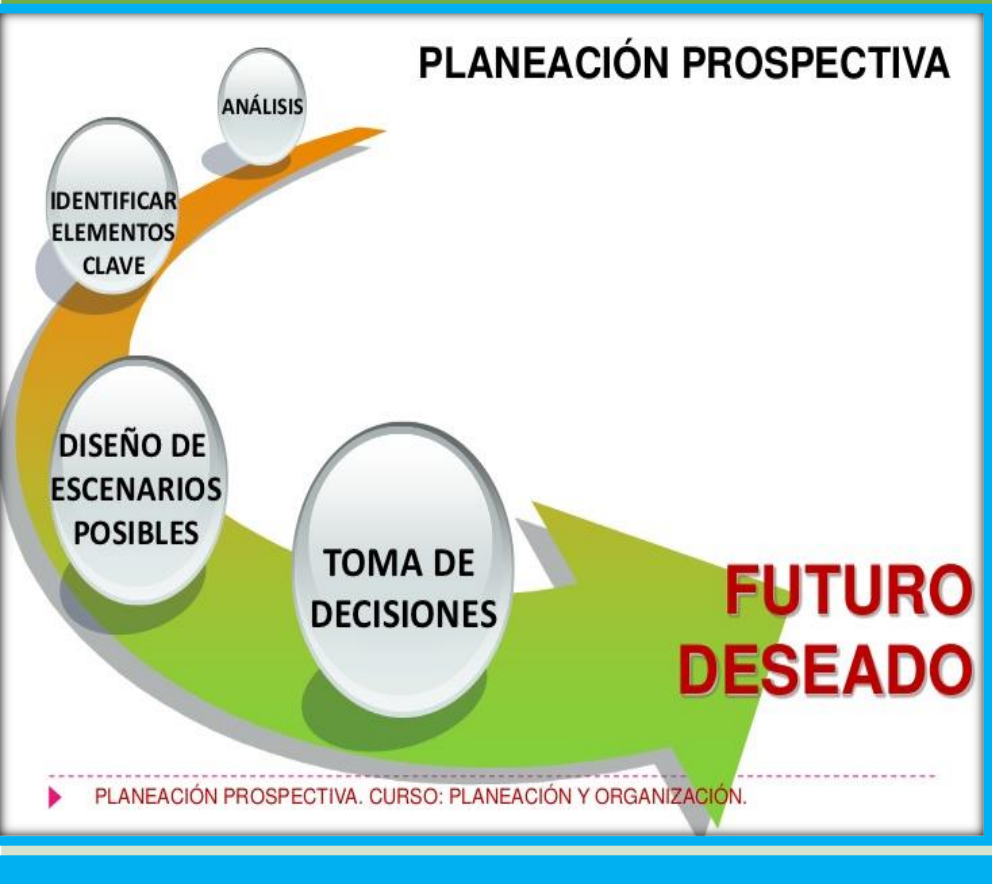 PLANEACIÓN PROSPECTIVA
ANÁLISIS
IDENTIFICAR
ELEMENTOS
CLAVE
DISEÑO DE
ESCENARIOS
POSIBLES
TOMA DE
DECISIONES
FUTURO
DESEADO
PLANEACIÓN PROSPECTIVA. CURSO: PLANEACIÓN Y ORGANIZACIÓN.